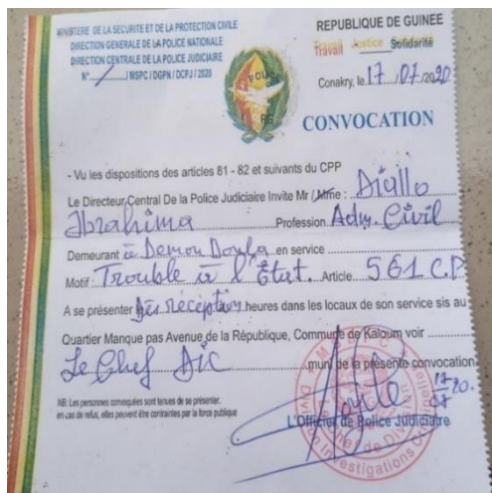 MINISTERE DE LA SECURITE ET DE LA PROTECTION CIVILE
DIRECTION GENERALE DE LA POLICE NATIONALE
DIRECTION CENTRALE DE LA POLICE JUDICIAIRE
N° / MSPC / DGPN / DCPJ / 2020
REPUBLIQUE DE GUINEE
Travail Justice Solidarité
Conakry, le 17 / 07 /2020
POLICE
RG
CONVOCATION
- Vu les dispositions des articles 81 - 82 et suivants du CPP
Le Directeur Central De la Police Judiciaire Invite Mr / Mme : Diallo
Ibrahima Profession Adm. Civil
Demeurant à en service
Motif Trouble à l'État. Article 561 C.P
A se présenter dès réception heures dans les locaux de son service sis au
Quartier Manque pas Avenue de la République, Commune de Kaloum voir
Le Chef DIC muni de la présente convocation
NB: Les personnes convoquées sont tenues de se présenter,
en cas de refus, elles peuvent être contraintes par la force publique
17/07/20.
L'Officier de Police Judiciaire